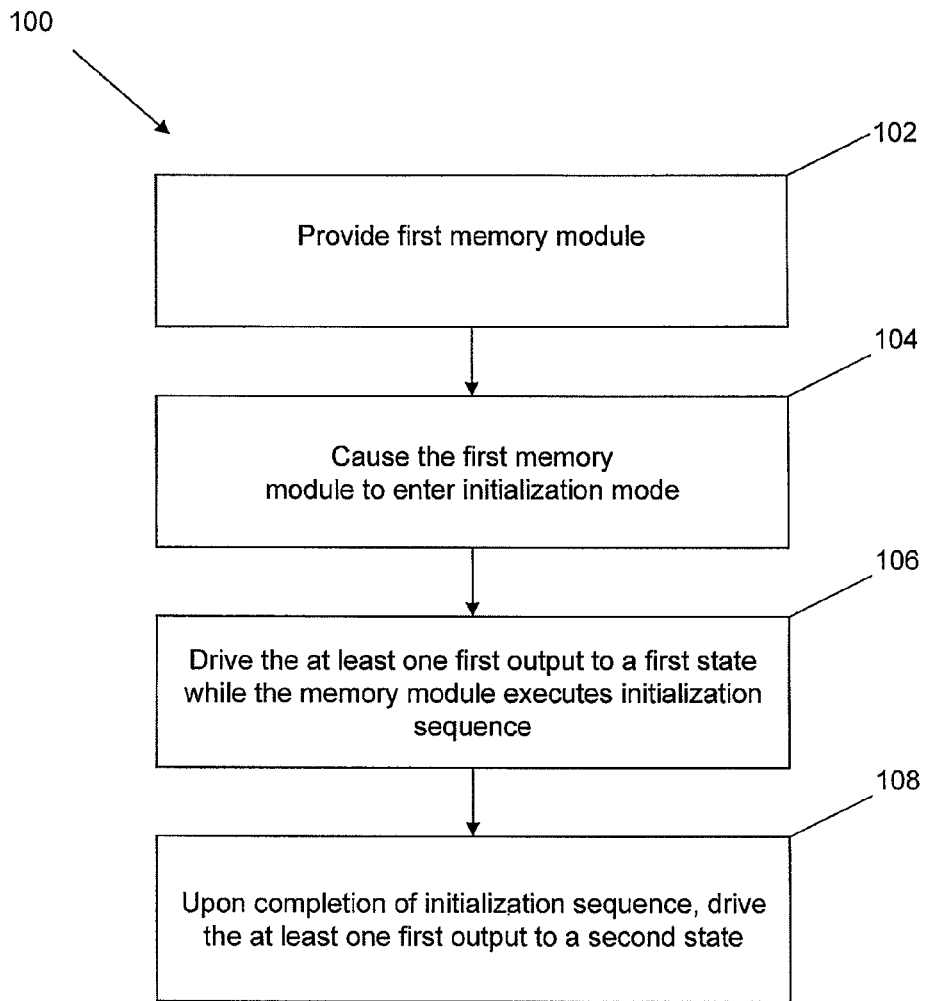 100
102
Provide first memory module
104
Cause the first memory
module to enter initialization mode
106
Drive the at least one first output to a first state
while the memory module executes initialization
sequence
108
Upon completion of initialization sequence, drive
the at least one first output to a second state